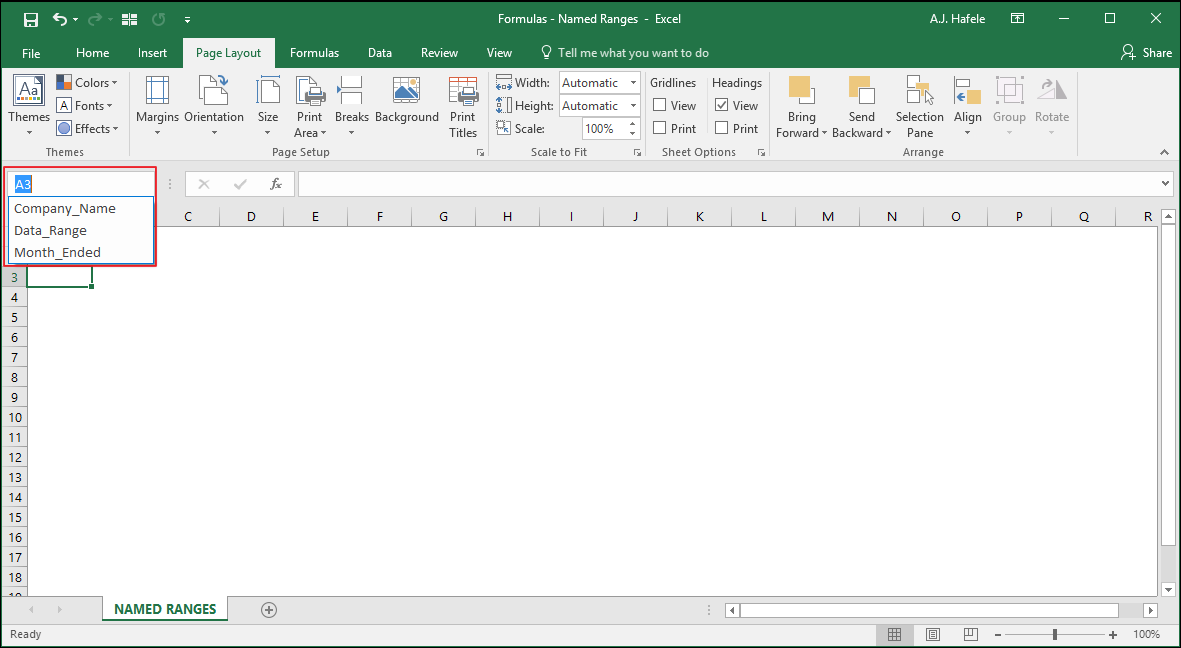 Formulas - Named Ranges - Excel
A.J. Hafele
File Home Insert Page Layout Formulas Data Review View Tell me what you want to do Share
Aa
Themes
Colors
A Fonts
Effects
Themes
Margins
Orientation
Size
Print
Area
Breaks
Background
Print
Titles
Page Setup
Width: Automatic
Height: Automatic
Scale: 100%
Scale to Fit
Gridlines
View
Print
Headings
View
Print
Sheet Options
Bring
Forward
Send
Backward
Selection
Pane
Align
Group
Rotate
Arrange
A3
fx
Company_Name
Data_Range
Month_Ended
C D E F G H I J K L M N O P Q R
3
4
5
6
7
8
9
10
11
12
13
14
15
16
17
18
19
NAMED RANGES
Ready
100%